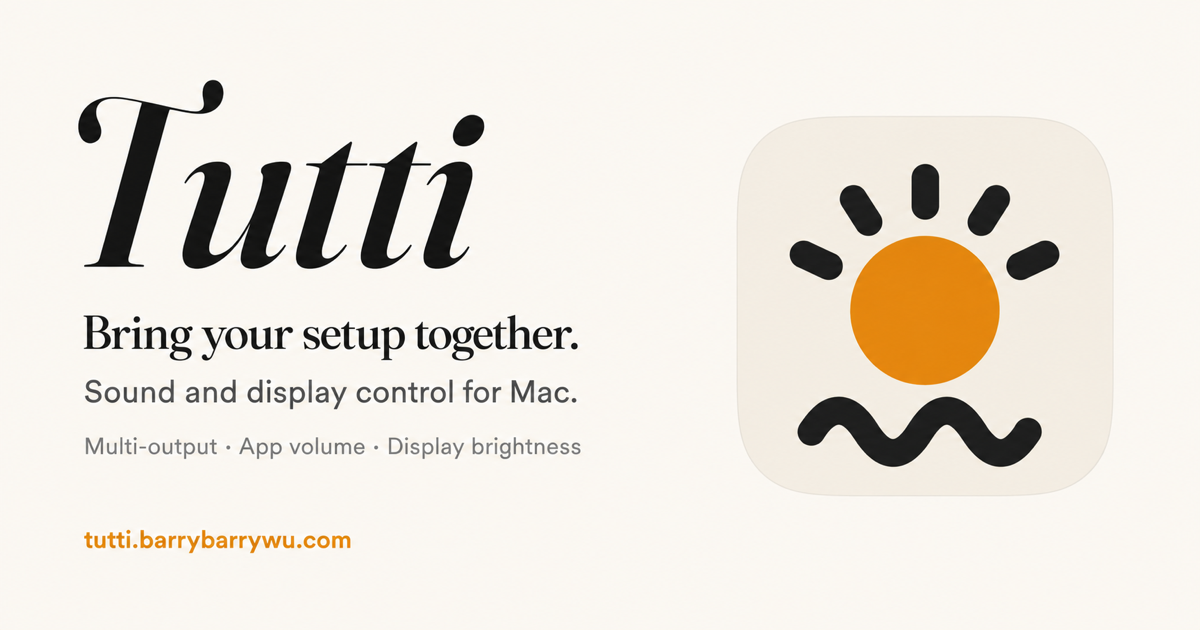 Tutti
Bring your setup together.
Sound and display control for Mac.
Multi-output · App volume · Display brightness
tutti.barrybarrywu.com